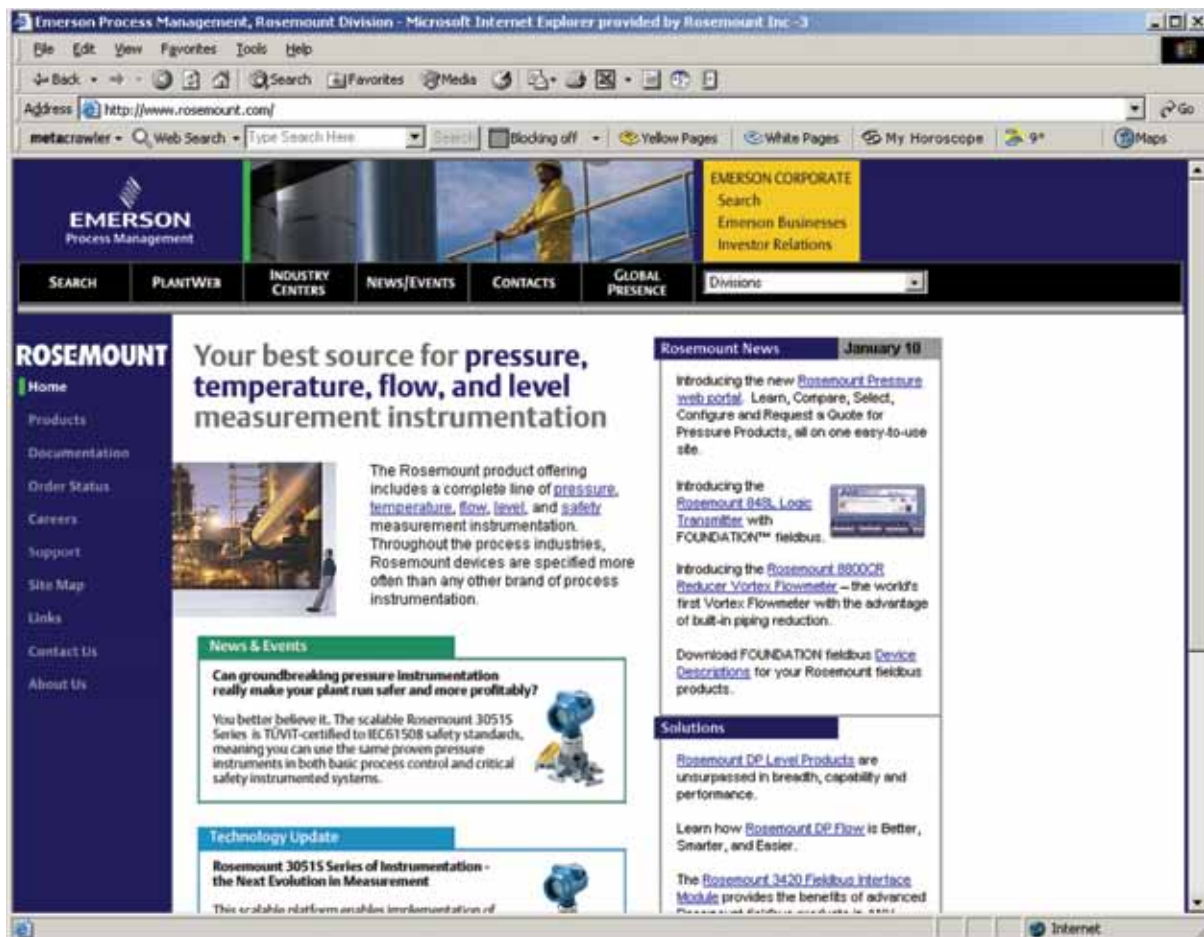 Emerson Process Management, Rosemount Division - Microsoft Internet Explorer provided by Rosemount Inc -3
File Edit View Favorites Tools Help
Back Search Favorites Media
Address http://www.rosemount.com/ Go
metacrawler Web Search Type Search Here Search Blocking off Yellow Pages White Pages My Horoscope 9° Maps
EMERSON
Process Management
EMERSON CORPORATE
Search
Emerson Businesses
Investor Relations
SEARCH PLANTWEB INDUSTRY CENTERS NEWS/EVENTS CONTACTS GLOBAL PRESENCE Divisions
ROSEMOUNT
Home
Products
Documentation
Order Status
Careers
Support
Site Map
Links
Contact Us
About Us
Your best source for pressure,
temperature, flow, and level
measurement instrumentation
The Rosemount product offering
includes a complete line of pressure,
temperature, flow, level, and safety
measurement instrumentation.
Throughout the process industries,
Rosemount devices are specified more
often than any other brand of process
instrumentation.
News & Events
Can groundbreaking pressure instrumentation
really make your plant run safer and more profitably?
You better believe it. The scalable Rosemount 3051S
Series is TÜViT-certified to IEC61508 safety standards,
meaning you can use the same proven pressure
instruments in both basic process control and critical
safety instrumented systems.
Technology Update
Rosemount 3051S Series of Instrumentation -
the Next Evolution in Measurement
This scalable platform enables implementation of
Rosemount News January 10
Introducing the new Rosemount Pressure
web portal. Learn, Compare, Select,
Configure and Request a Quote for
Pressure Products, all on one easy-to-use
site.
Introducing the
Rosemount 848L Logic
Transmitter with
FOUNDATION™ fieldbus.
Introducing the Rosemount 8800CR
Reducer Vortex Flowmeter – the world's
first Vortex Flowmeter with the advantage
of built-in piping reduction.
Download FOUNDATION fieldbus Device
Descriptions for your Rosemount fieldbus
products.
Solutions
Rosemount DP Level Products are
unsurpassed in breadth, capability and
performance.
Learn how Rosemount DP Flow is Better,
Smarter, and Easier.
The Rosemount 3420 Fieldbus Interface
Module provides the benefits of advanced
Rosemount fieldbus products in ANY
Internet